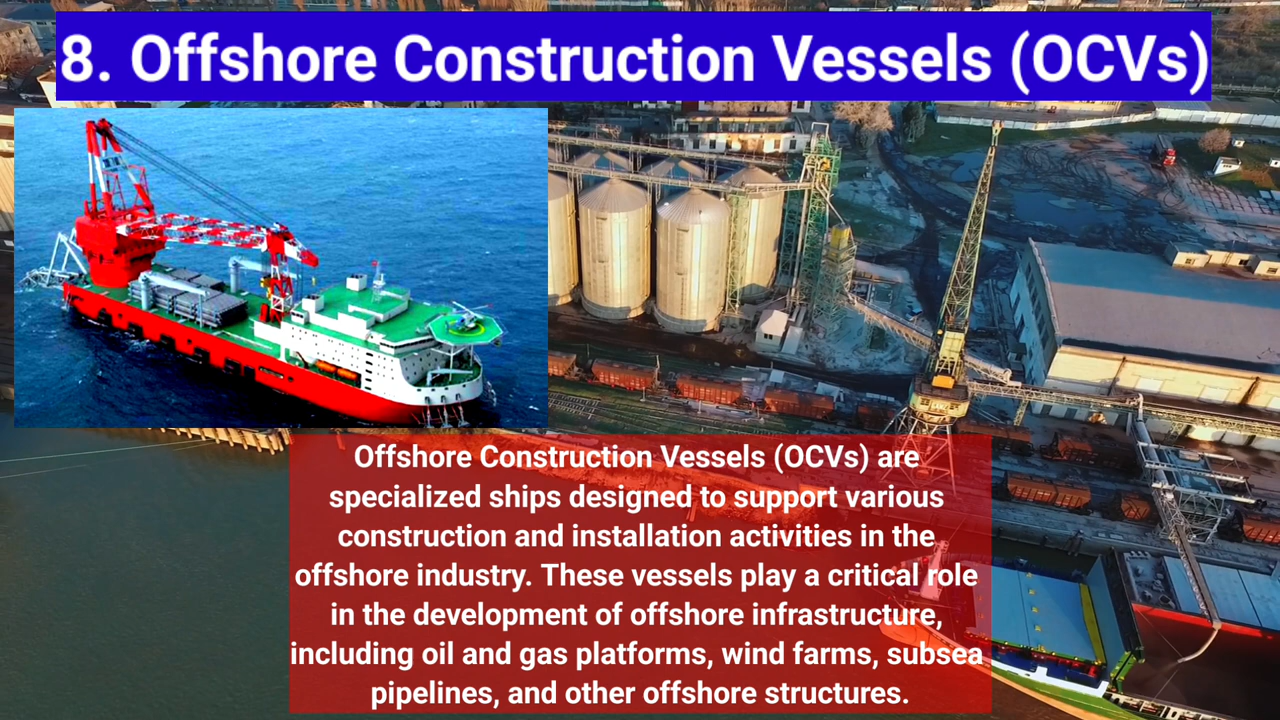 8. Offshore Construction Vessels (OCVs)
Offshore Construction Vessels (OCVs) are
specialized ships designed to support various
construction and installation activities in the
offshore industry. These vessels play a critical role
in the development of offshore infrastructure,
including oil and gas platforms, wind farms, subsea
pipelines, and other offshore structures.